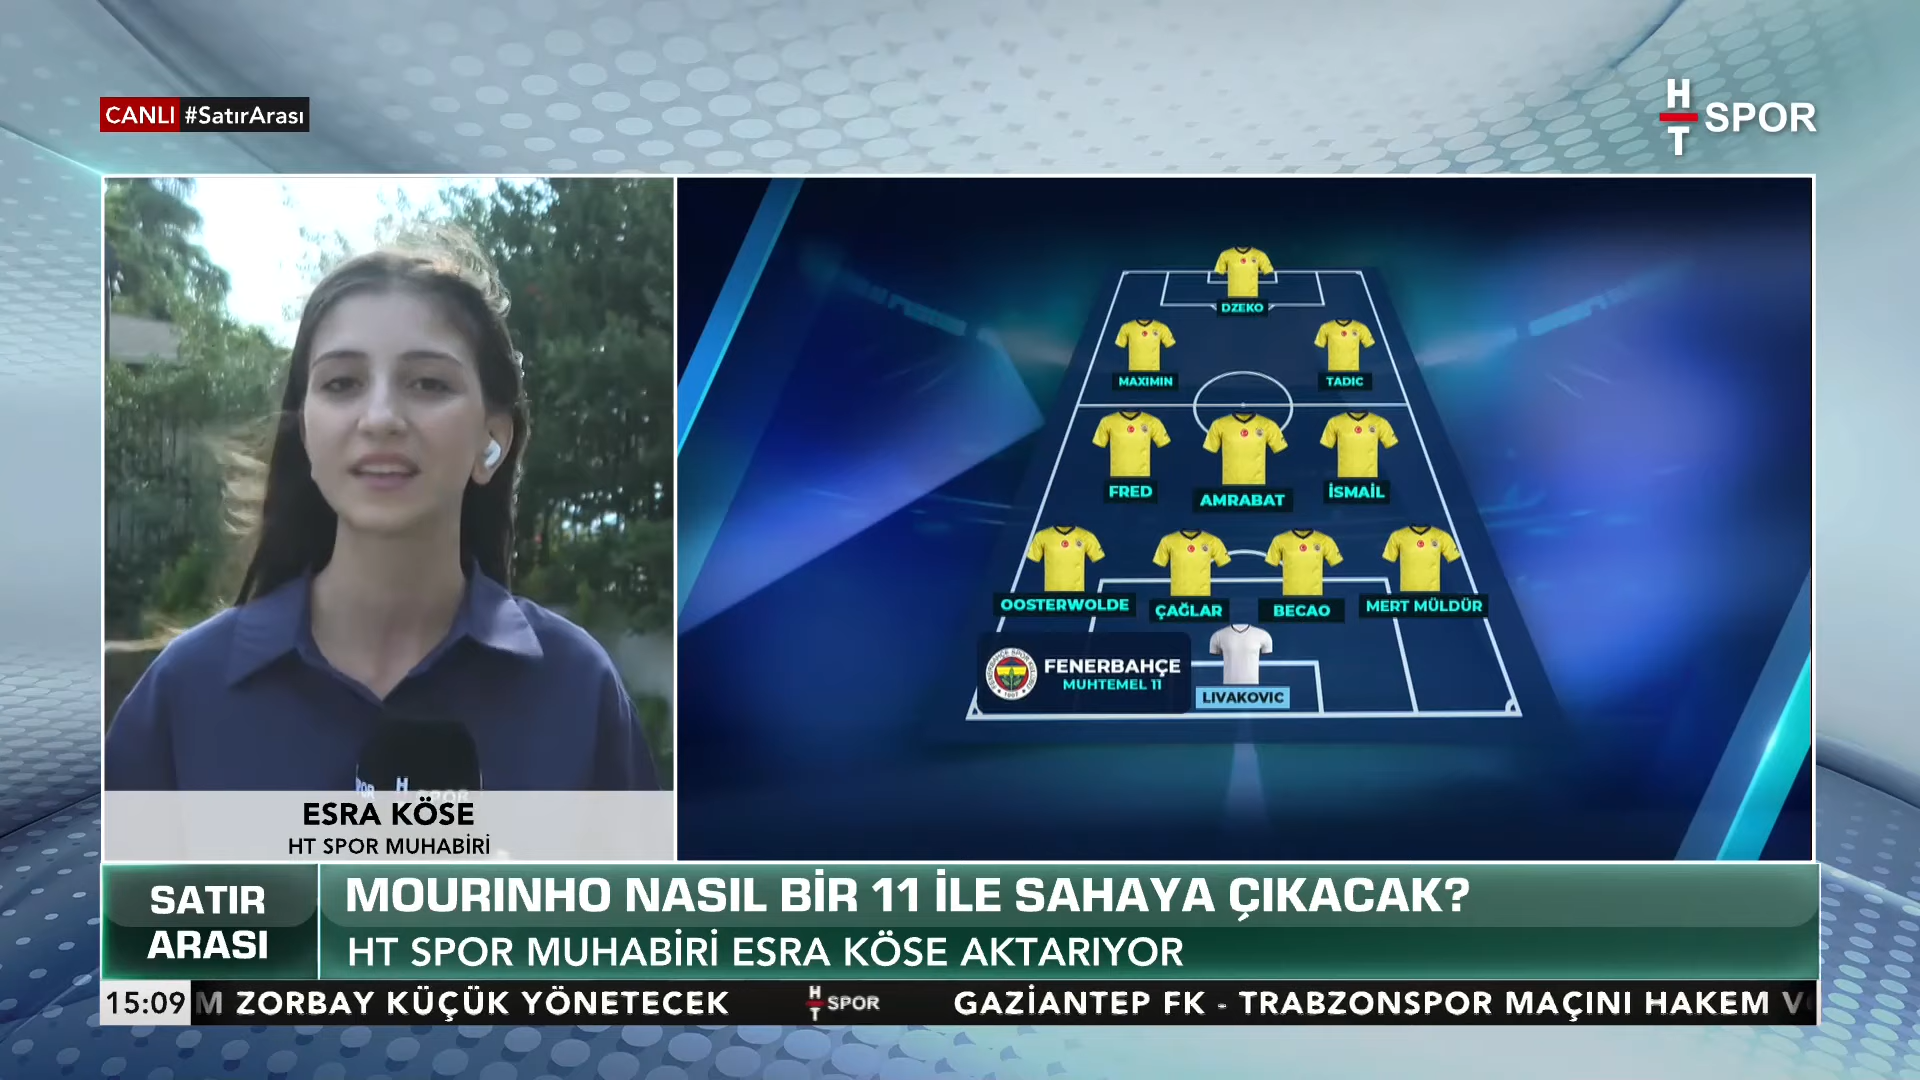 CANLI #SatırArası
H
T SPOR
DZEKO
MAXIMIN
TADIC
FRED
AMRABAT
İSMAİL
OOSTERWOLDE
ÇAĞLAR
BECAO
MERT MÜLDÜR
FENERBAHÇE
MUHTEMEL 11
LIVAKOVIC
ESRA KÖSE
HT SPOR MUHABİRİ
SATIR
ARASI
MOURINHO NASIL BİR 11 İLE SAHAYA ÇIKACAK?
HT SPOR MUHABİRİ ESRA KÖSE AKTARIYOR
15:09 M ZORBAY KÜÇÜK YÖNETECEK HT SPOR GAZİANTEP FK - TRABZONSPOR MAÇINI HAKEM V